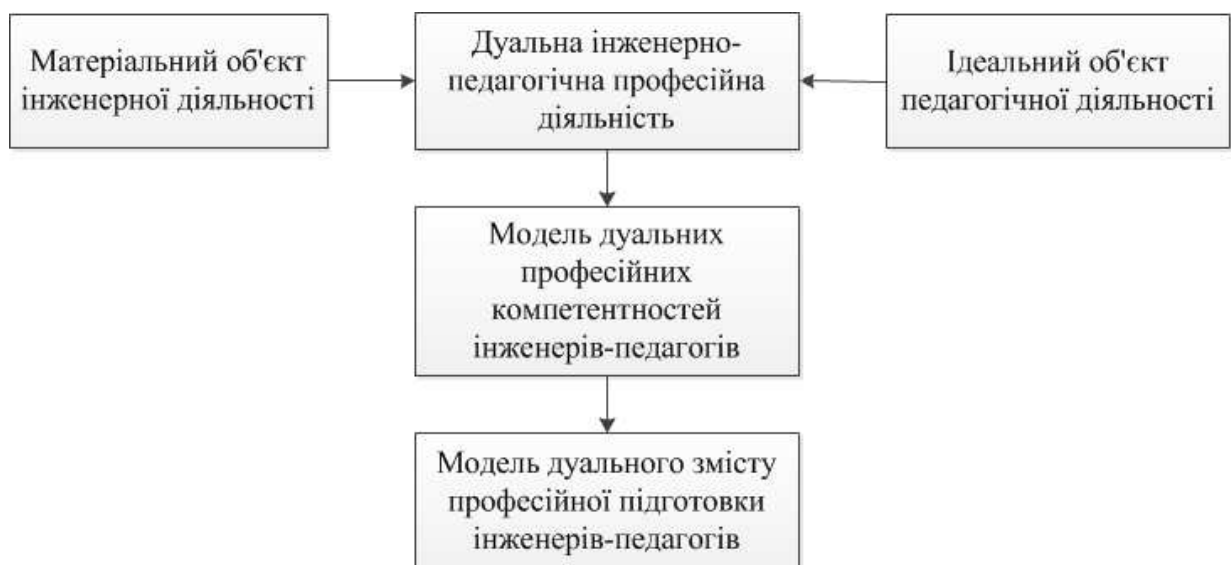 Матеріальний об'єкт
інженерної діяльності
Дуальна інженерно-
педагогічна професійна
діяльність
Ідеальний об'єкт
педагогічної діяльності
Модель дуальних
професійних
компетентностей
інженерів-педагогів
Модель дуального змісту
професійної підготовки
інженерів-педагогів